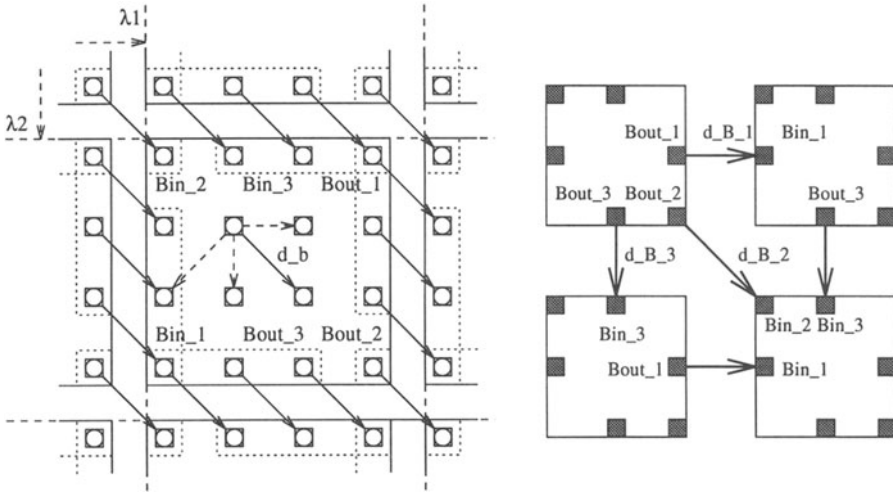 λ1
λ2
Bin_2 Bin_3 Bout_1
d_b
Bin_1 Bout_3 Bout_2
Bout_1 d_B_1 Bin_1
Bout_3 Bout_2 Bout_3
d_B_3 d_B_2
Bin_3 Bin_2 Bin_3
Bout_1 Bin_1